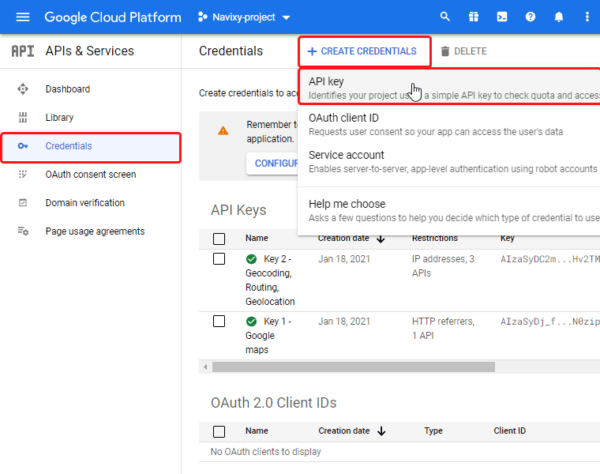 Google Cloud Platform
Navixy-project
API APIs & Services
Credentials
+ CREATE CREDENTIALS
DELETE
Dashboard
Library
Credentials
OAuth consent screen
Domain verification
Page usage agreements
Create credentials to acc
API key
Identifies your project using a simple API key to check quota and access
OAuth client ID
Requests user consent so your app can access the user's data
Service account
Enables server-to-server, app-level authentication using robot accounts
Help me choose
Asks a few questions to help you decide which type of credential to use
Remember to
application.
CONFIGUR
API Keys
Name Creation date Restrictions Key
Key 2 - Jan 18, 2021 IP addresses, 3 AIzaSyDC2m...Hv2TM
Geocoding, APIs
Routing,
Geolocation
Key 1 - Jan 18, 2021 HTTP referrers, AIzaSyDj_f...N0zip
Google 1 API
maps
OAuth 2.0 Client IDs
Name Creation date Type Client ID
No OAuth clients to display